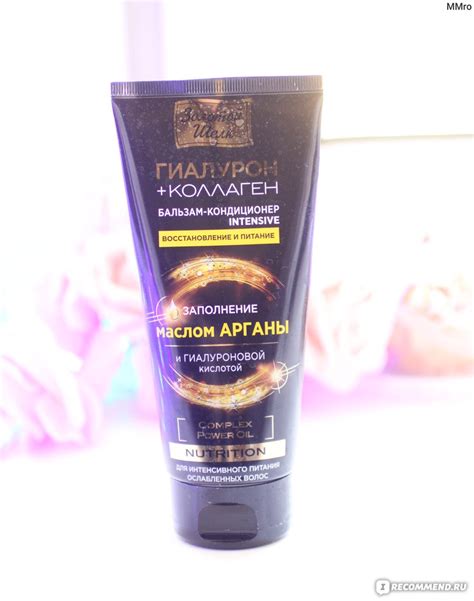 MMro
Золотой
Шелк
ГИАЛУРОН
+КОЛЛАГЕН
БАЛЬЗАМ-КОНДИЦИОНЕР
INTENSIVE
ВОССТАНОВЛЕНИЕ И ПИТАНИЕ
ЗАПОЛНЕНИЕ
маслом АРГАНЫ
и ГИАЛУРОНОВОЙ
кислотой
COMPLEX
POWER OIL
NUTRITION
ДЛЯ ИНТЕНСИВНОГО ПИТАНИЯ
ОСЛАБЛЕННЫХ ВОЛОС
IRECOMMEND.RU